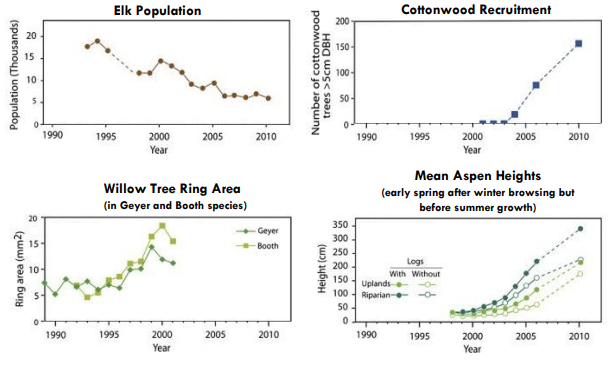 Elk Population
Population (Thousands)
20
15
10
5
0
1990
1995
2000
2005
2010
Year
Cottonwood Recruitment
Number of cottonwood
trees >5cm DBH
200
150
100
50
0
1990
1995
2000
2005
2010
Year
Willow Tree Ring Area
(in Geyer and Booth species)
Ring area (mm2)
20
15
10
5
0
Geyer
Booth
1990
1995
2000
2005
2010
Year
Mean Aspen Heights
(early spring after winter browsing but
before summer growth)
Height (cm)
350
300
250
200
150
100
50
0
Logs
With Without
Uplands
Riparian
1990
1995
2000
2005
2010
Year